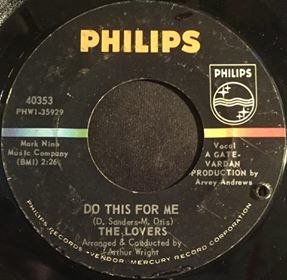 PHILIPS
40353
PHW1-35929
PHILIPS
Mark Nine
Music Company
(BMI) 2:26
Vocal
A GATE-
VARDAN
PRODUCTION by
Arvey Andrews
DO THIS FOR ME
(D. Sanders-M. Otis)
THE LOVERS
Arranged & Conducted by
Arthur Wright
PHILIPS RECORDS • VENDOR: MERCURY RECORD CORPORATION